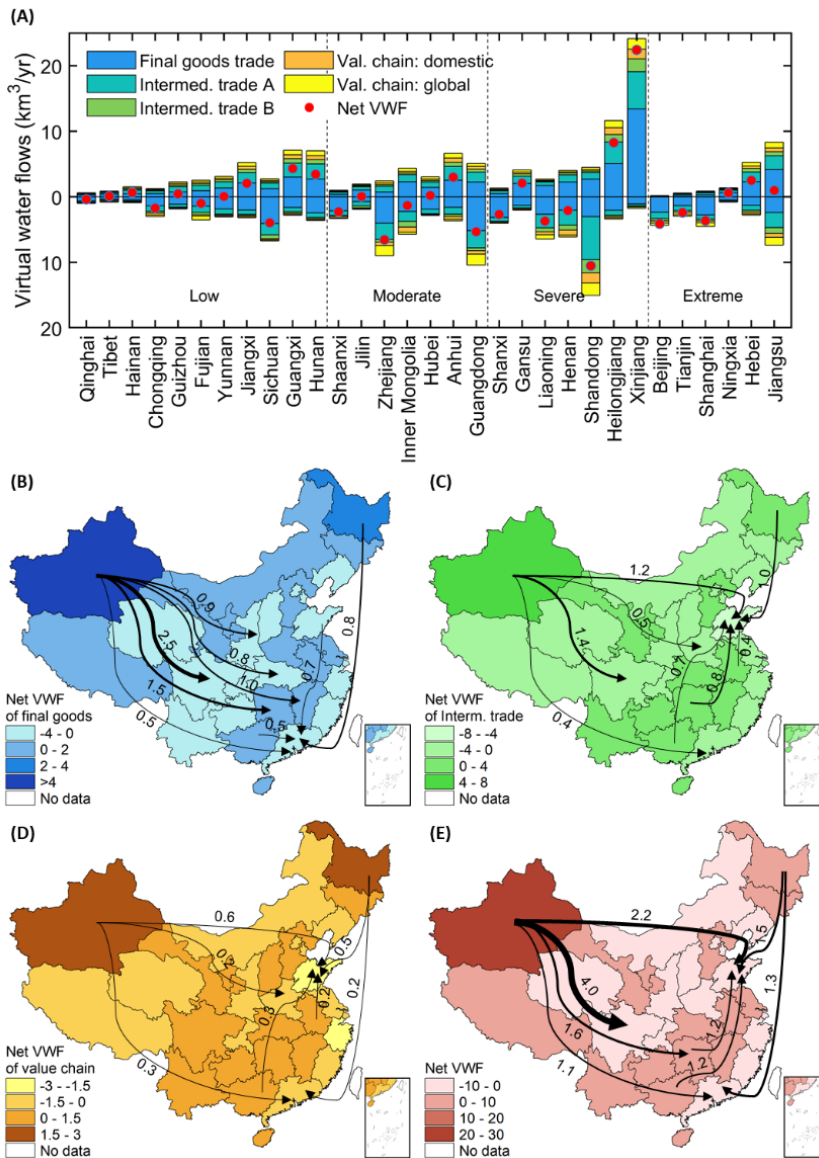 (A)
Virtual water flows (km³/yr)
20
10
0
10
20
Final goods trade
Intermed. trade A
Intermed. trade B
Val. chain: domestic
Val. chain: global
Net VWF
Low
Moderate
Severe
Extreme
Qinghai
Tibet
Hainan
Chongqing
Guizhou
Fujian
Yunnan
Jiangxi
Sichuan
Guangxi
Hunan
Shaanxi
Jilin
Zhejiang
Inner Mongolia
Hubei
Anhui
Guangdong
Shanxi
Gansu
Liaoning
Henan
Shandong
Heilongjiang
Xinjiang
Beijing
Tianjin
Shanghai
Ningxia
Hebei
Jiangsu
(B)
0.9
0.8
2.5
0.8
0.7
1.0
1.5
0.5
0.5
Net VWF
of final goods
-4 - 0
0 - 2
2 - 4
>4
No data
(C)
1.2
1.0
0.5
1.4
0.7
0.4
0.8
0.4
Net VWF
of Interm. trade
-8 - -4
-4 - 0
0 - 4
4 - 8
No data
(D)
0.6
0.5
0.2
0.2
0.2
0.3
0.3
Net VWF
of value chain
-3 - -1.5
-1.5 - 0
0 - 1.5
1.5 - 3
No data
(E)
2.2
1.5
4.0
1.3
1.6
1.2
1.2
1.1
Net VWF
-10 - 0
0 - 10
10 - 20
20 - 30
No data